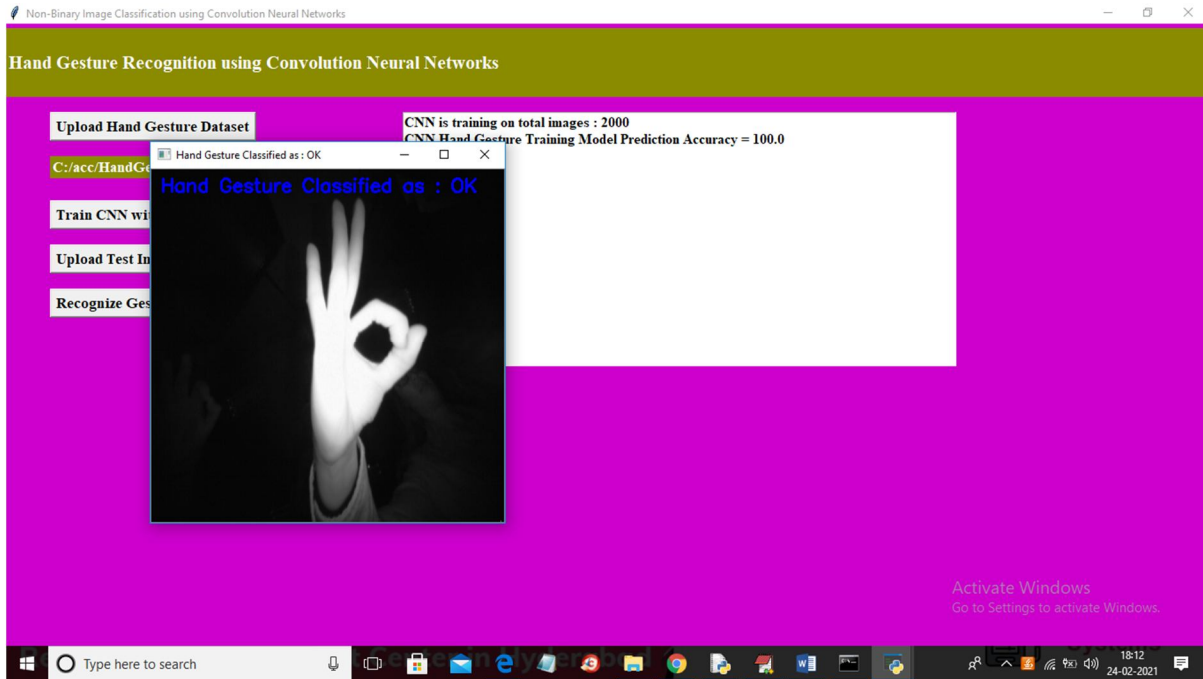 Non-Binary Image Classification using Convolution Neural Networks
Hand Gesture Recognition using Convolution Neural Networks
Upload Hand Gesture Dataset
C:/acc/HandG
Train CNN wi
Upload Test In
Recognize Ges
CNN is training on total images : 2000
CNN Hand Gesture Training Model Prediction Accuracy = 100.0
Hand Gesture Classified as : OK
Hand Gesture Classified as : OK
Activate Windows
Go to Settings to activate Windows.
Type here to search
18:12
24-02-2021